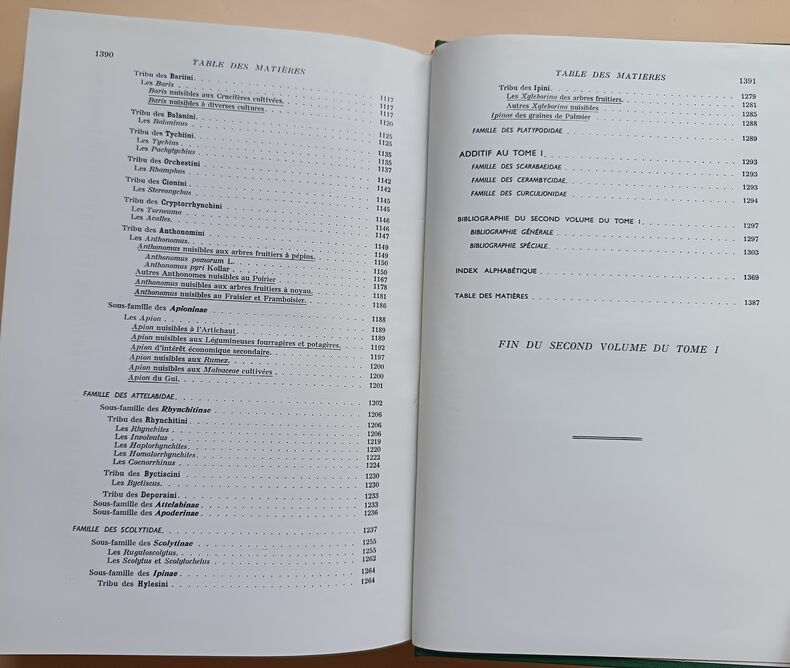 1390
TABLE DES MATIÈRES
Tribu des Bariini 1117
Les Baris 1117
Baris nuisibles aux Crucifères cultivées. 1117
Baris nuisibles à diverses cultures. 1126
Tribu des Balanini 1125
Les Balaninus 1125
Tribu des Tychiini 1135
Les Tychius 1135
Les Pachytychius 1137
Tribu des Orchestini 1142
Les Rhamphus 1142
Tribu des Cionini 1145
Les Stereonychus 1145
Tribu des Cryptorrhynchini 1146
Les Torneuma 1146
Les Acalles. 1147
Tribu des Anthonomini 1149
Les Anthonomus. 1149
Anthonomus nuisibles aux arbres fruitiers à pépins. 1150
Anthonomus pomorum L. 1150
Anthonomus pyri Kollar 1167
Autres Anthonomes nuisibles au Poirier 1178
Anthonomus nuisibles aux arbres fruitiers à noyau. 1181
Anthonomus nuisibles au Fraisier et Framboisier. 1186
Sous-famille des Apioninae 1188
Les Apion 1189
Apion nuisibles à l'Artichaut. 1189
Apion nuisibles aux Légumineuses fourragères et potagères. 1192
Apion d'intérêt économique secondaire. 1197
Apion nuisibles aux Rumex. 1200
Apion nuisibles aux Malvaceae cultivées 1200
Apion du Gui. 1201
FAMILLE DES ATTELABIDAE 1202
Sous-famille des Rhynchitinae 1206
Tribu des Rhynchitini 1206
Les Rhynchites 1206
Les Involvulus 1219
Les Haplorhynchites 1220
Les Homalorrhynchites 1222
Les Coenorrhinus 1224
Tribu des Byctiscini 1230
Les Byctiscus 1230
Tribu des Deporaini 1233
Sous-famille des Attelabinae 1233
Sous-famille des Apoderinae 1236
FAMILLE DES SCOLYTIDAE 1237
Sous-famille des Scolytinae 1255
Les Ruguloscolytus. 1255
Les Scolytus et Scolytochelus 1262
Sous-famille des Ipinae 1264
Tribu des Hylesini 1264
TABLE DES MATIERES 1391
Tribu des Ipini 1279
Les Xyleborina des arbres fruitiers. 1281
Autres Xyleborina nuisibles 1285
Ipinae des graines de Palmier 1288
FAMILLE DES PLATYPODIDAE 1289
ADDITIF AU TOME I. 1293
FAMILLE DES SCARABAEIDAE 1293
FAMILLE DES CERAMBYCIDAE. 1293
FAMILLE DES CURCULIONIDAE 1294
BIBLIOGRAPHIE DU SECOND VOLUME DU TOME I. 1297
BIBLIOGRAPHIE GÉNÉRALE 1297
BIBLIOGRAPHIE SPÉCIALE. 1303
INDEX ALPHABÉTIQUE 1369
TABLE DES MATIÈRES 1387
FIN DU SECOND VOLUME DU TOME I